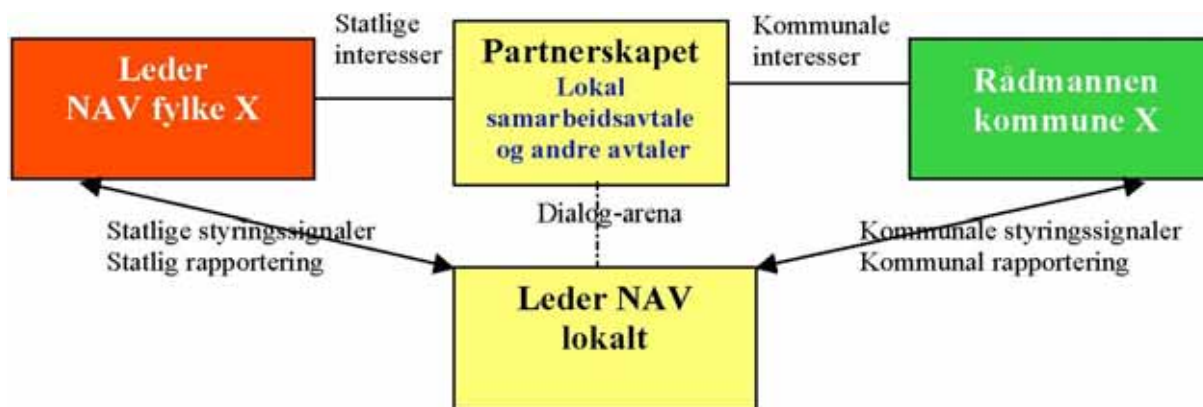 Leder
NAV fylke X
Statlige
interesser
Partnerskapet
Lokal
samarbeidsavtale
og andre avtaler
Kommunale
interesser
Rådmannen
kommune X
Statlige styringssignaler
Statlig rapportering
Dialog-arena
Kommunale styringssignaler
Kommunal rapportering
Leder NAV
lokalt